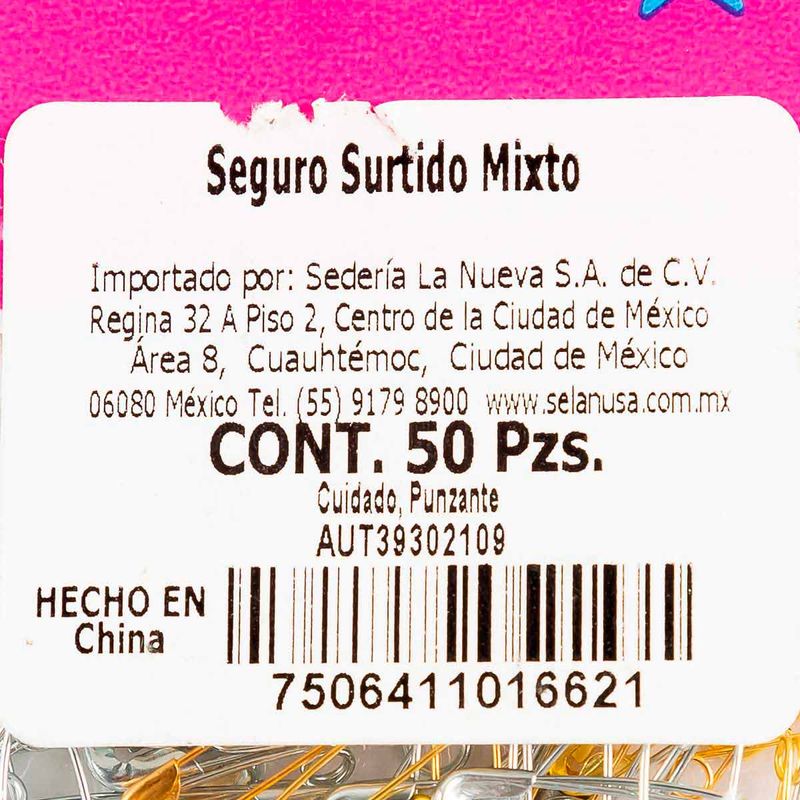 Seguro Surtido Mixto
Importado por: Sedería La Nueva S.A. de C.V.
Regina 32 A Piso 2, Centro de la Ciudad de México
Área 8, Cuauhtémoc, Ciudad de México
06080 México Tel. (55) 9179 8900 www.selanusa.com.mx
CONT. 50 Pzs.
Cuidado, Punzante
AUT39302109
HECHO EN
China
7506411016621